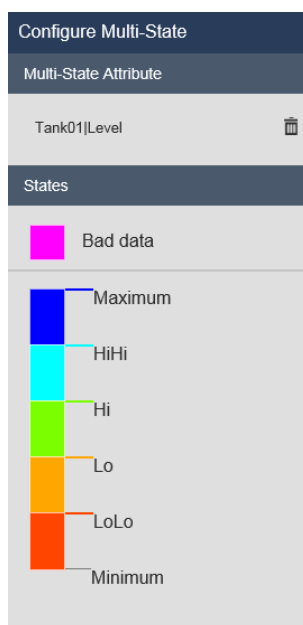 Configure Multi-State
Multi-State Attribute
Tank01|Level
States
Bad data
Maximum
HiHi
Hi
Lo
LoLo
Minimum